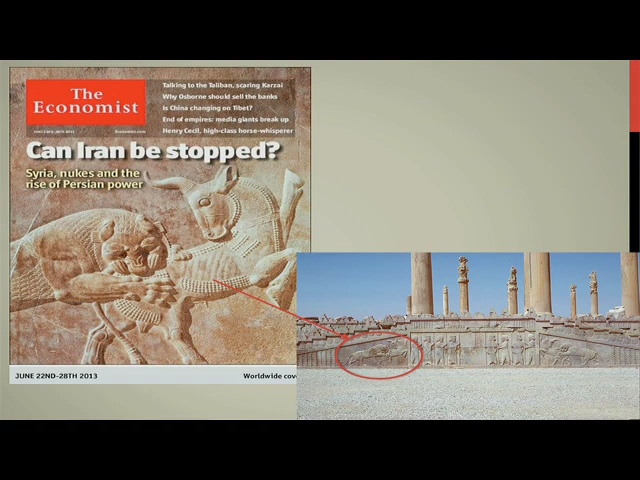 The
Economist
Economist.com
Talking to the Taliban, scaring Karzai
Why Osborne should sell the banks
Is China changing on Tibet?
End of empires: media giants break up
Henry Cecil, high-class horse-whisperer
Can Iran be stopped?
Syria, nukes and the
rise of Persian power
JUNE 22ND-28TH 2013
Worldwide cov